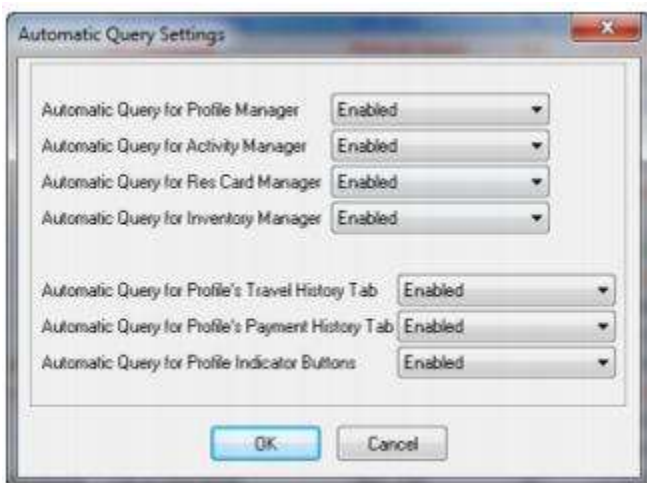 Automatic Query Settings
Automatic Query for Profile Manager Enabled
Automatic Query for Activity Manager Enabled
Automatic Query for Res Card Manager Enabled
Automatic Query for Inventory Manager Enabled
Automatic Query for Profile's Travel History Tab Enabled
Automatic Query for Profile's Payment History Tab Enabled
Automatic Query for Profile Indicator Buttons Enabled
OK Cancel